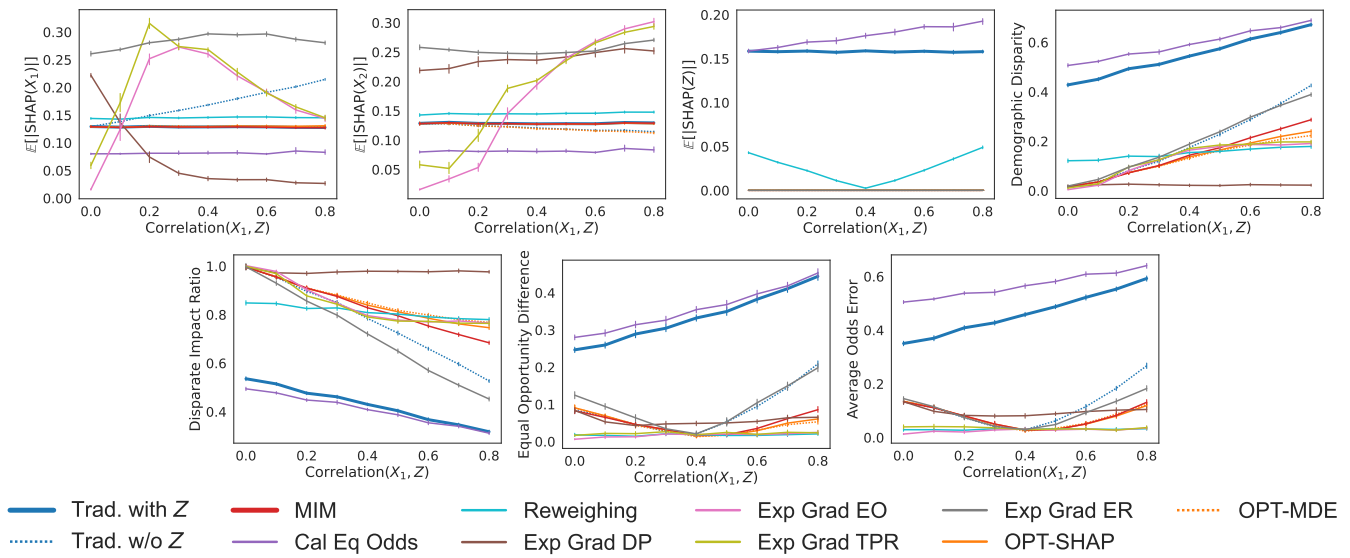 𝔼[|SHAP(X₁)|]
0.30
0.25
0.20
0.15
0.10
0.05
0.00
0.0 0.2 0.4 0.6 0.8
Correlation(X₁, Z)
𝔼[|SHAP(X₂)|]
0.30
0.25
0.20
0.15
0.10
0.05
0.0 0.2 0.4 0.6 0.8
Correlation(X₁, Z)
𝔼[|SHAP(Z)|]
0.20
0.15
0.10
0.05
0.00
0.0 0.2 0.4 0.6 0.8
Correlation(X₁, Z)
Demographic Disparity
0.6
0.4
0.2
0.0
0.0 0.2 0.4 0.6 0.8
Correlation(X₁, Z)
Disparate Impact Ratio
1.0
0.8
0.6
0.4
0.0 0.2 0.4 0.6 0.8
Correlation(X₁, Z)
Equal Opportunity Difference
0.4
0.3
0.2
0.1
0.0
0.0 0.2 0.4 0.6 0.8
Correlation(X₁, Z)
Average Odds Error
0.6
0.4
0.2
0.0
0.0 0.2 0.4 0.6 0.8
Correlation(X₁, Z)
Trad. with Z MIM Reweighing Exp Grad EO Exp Grad ER OPT-MDE
Trad. w/o Z Cal Eq Odds Exp Grad DP Exp Grad TPR OPT-SHAP